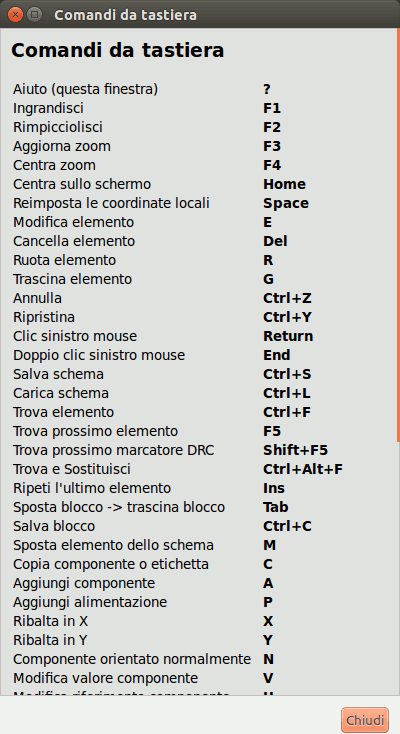 Comandi da tastiera
Comandi da tastiera
Aiuto (questa finestra) ?
Ingrandisci F1
Rimpicciolisci F2
Aggiorna zoom F3
Centra zoom F4
Centra sullo schermo Home
Reimposta le coordinate locali Space
Modifica elemento E
Cancella elemento Del
Ruota elemento R
Trascina elemento G
Annulla Ctrl+Z
Ripristina Ctrl+Y
Clic sinistro mouse Return
Doppio clic sinistro mouse End
Salva schema Ctrl+S
Carica schema Ctrl+L
Trova elemento Ctrl+F
Trova prossimo elemento F5
Trova prossimo marcatore DRC Shift+F5
Trova e Sostituisci Ctrl+Alt+F
Ripeti l'ultimo elemento Ins
Sposta blocco -> trascina blocco Tab
Salva blocco Ctrl+C
Sposta elemento dello schema M
Copia componente o etichetta C
Aggiungi componente A
Aggiungi alimentazione P
Ribalta in X X
Ribalta in Y Y
Componente orientato normalmente N
Modifica valore componente V
Modifica riferimento componente U
Chiudi